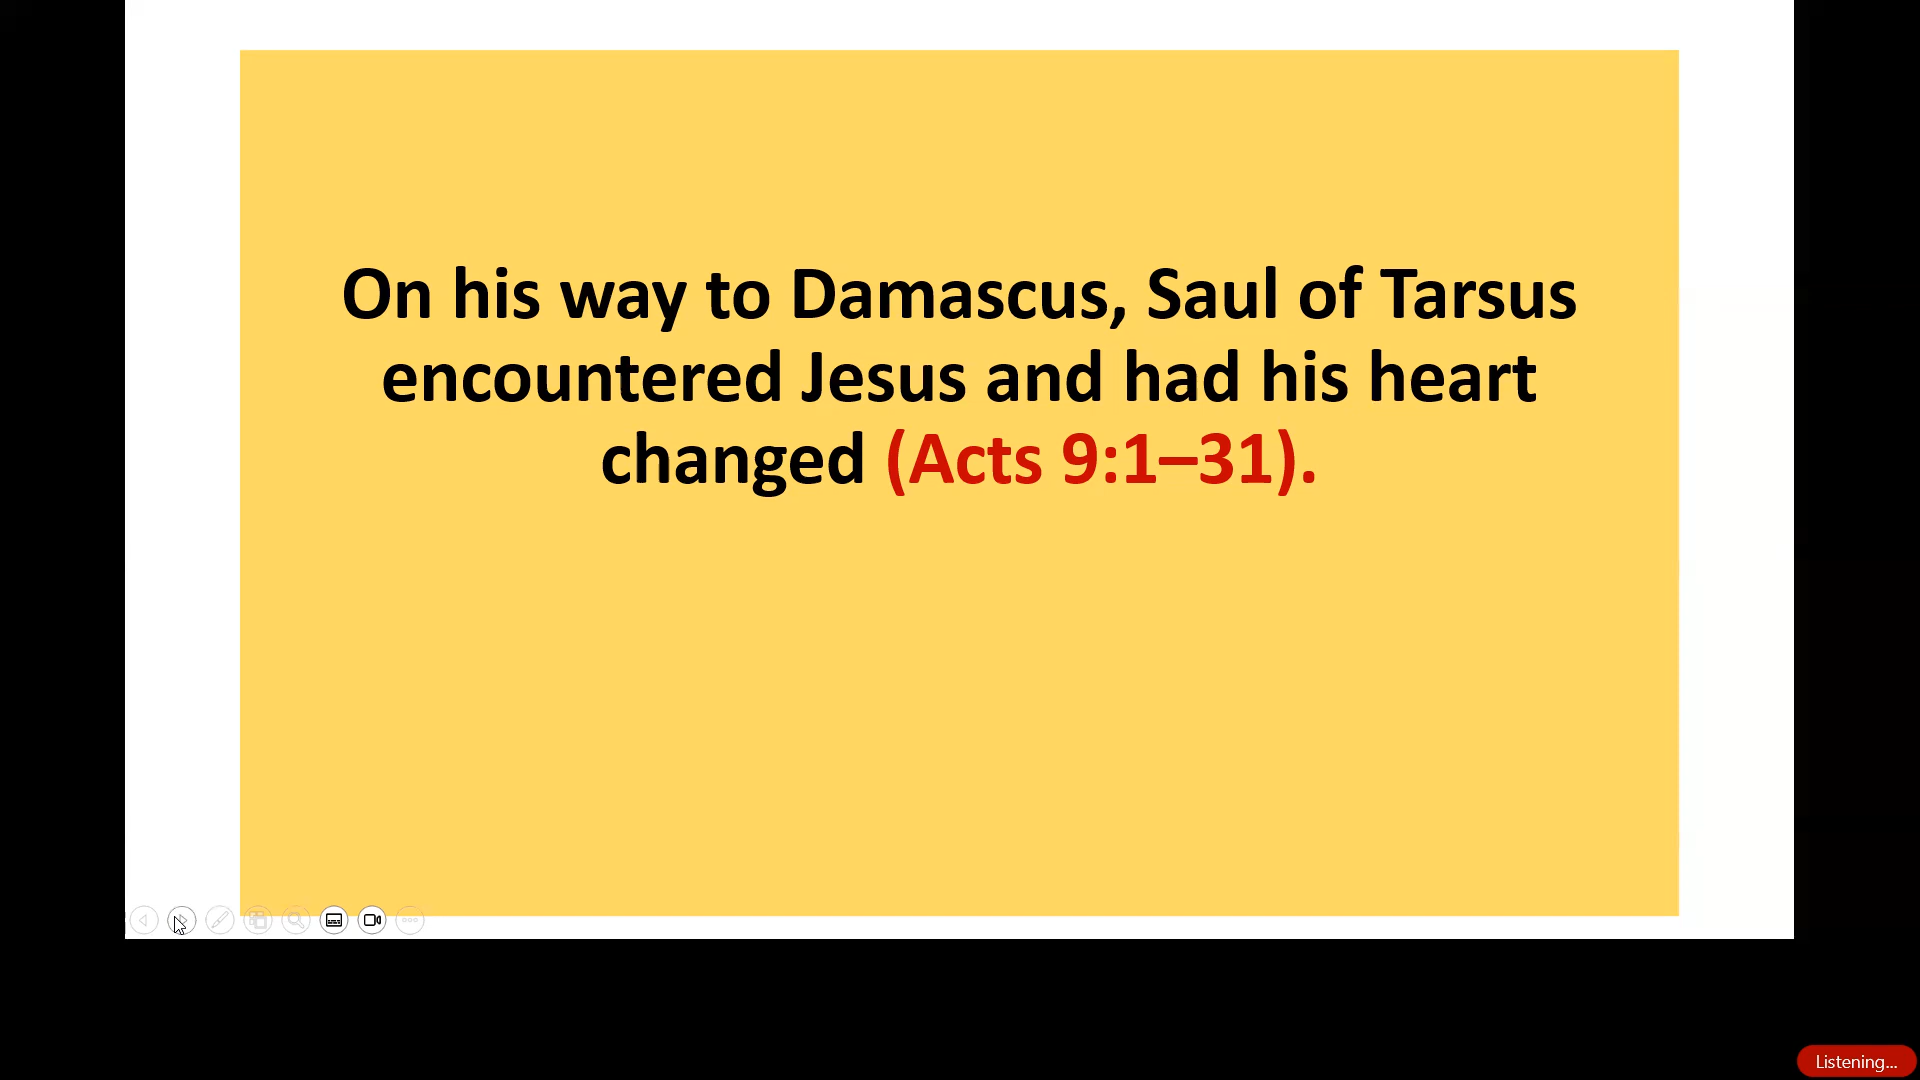 On his way to Damascus, Saul of Tarsus
encountered Jesus and had his heart
changed (Acts 9:1–31).
Listening...